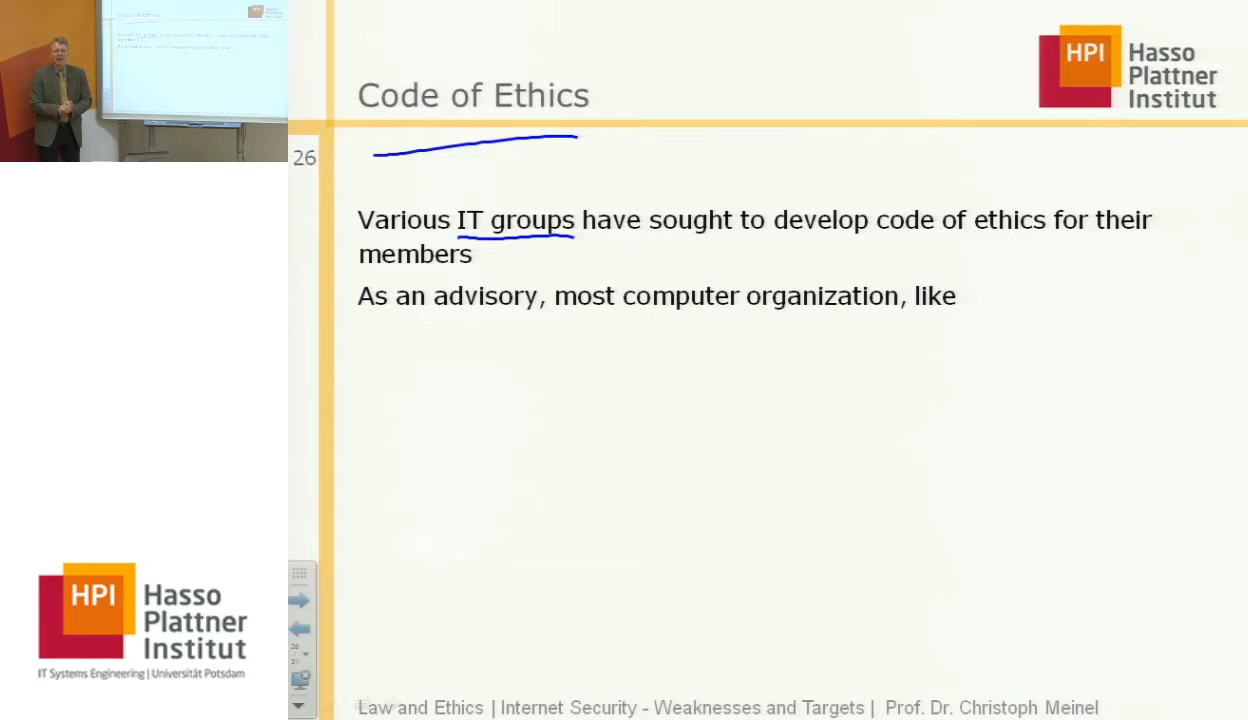 Code of Ethics
HPI
Hasso
Plattner
Institut
26
Various IT groups have sought to develop code of ethics for their
members
As an advisory, most computer organization, like
HPI
Hasso
Plattner
Institut
IT Systems Engineering | Universität Potsdam
26
21
Law and Ethics | Internet Security - Weaknesses and Targets | Prof. Dr. Christoph Meinel